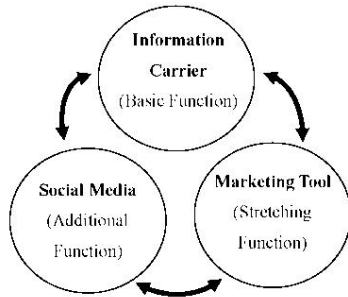 Information
Carrier
(Basic Function)
Social Media
(Additional
Function)
Marketing Tool
(Stretching
Function)